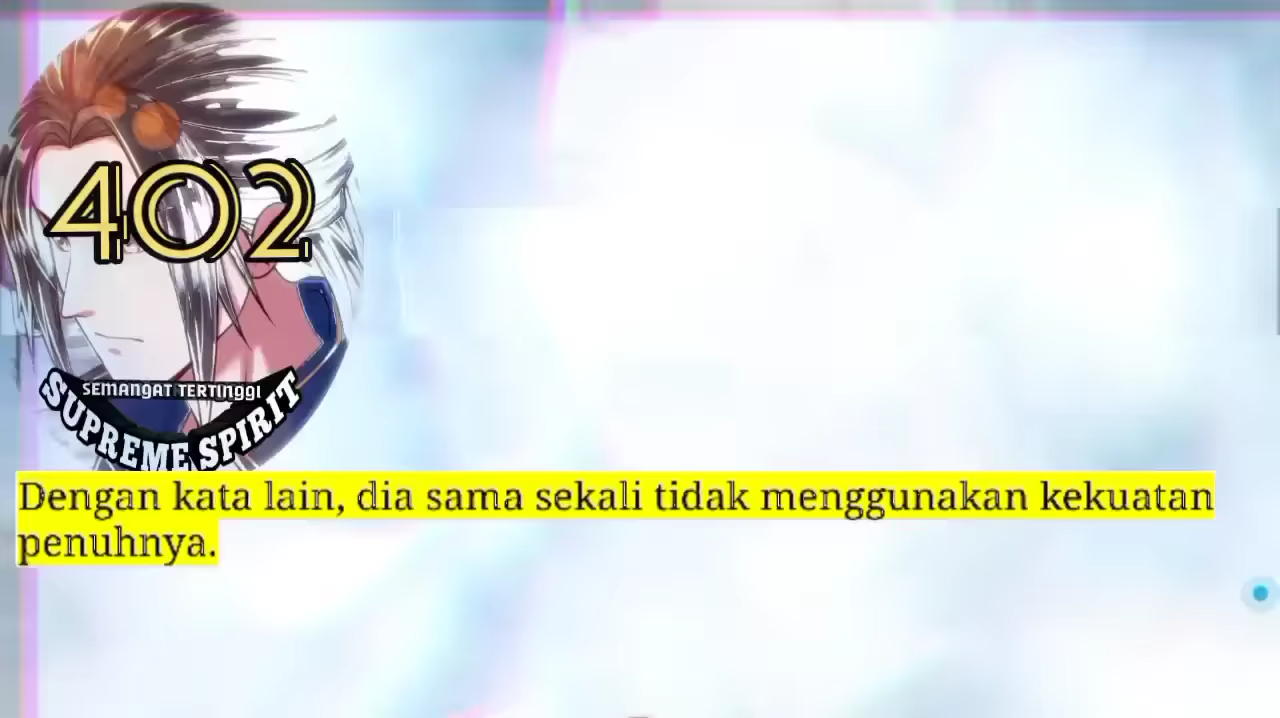 402
SEMANGAT TERTINGGI
SUPREME SPIRIT
Dengan kata lain, dia sama sekali tidak menggunakan kekuatan
penuhnya.